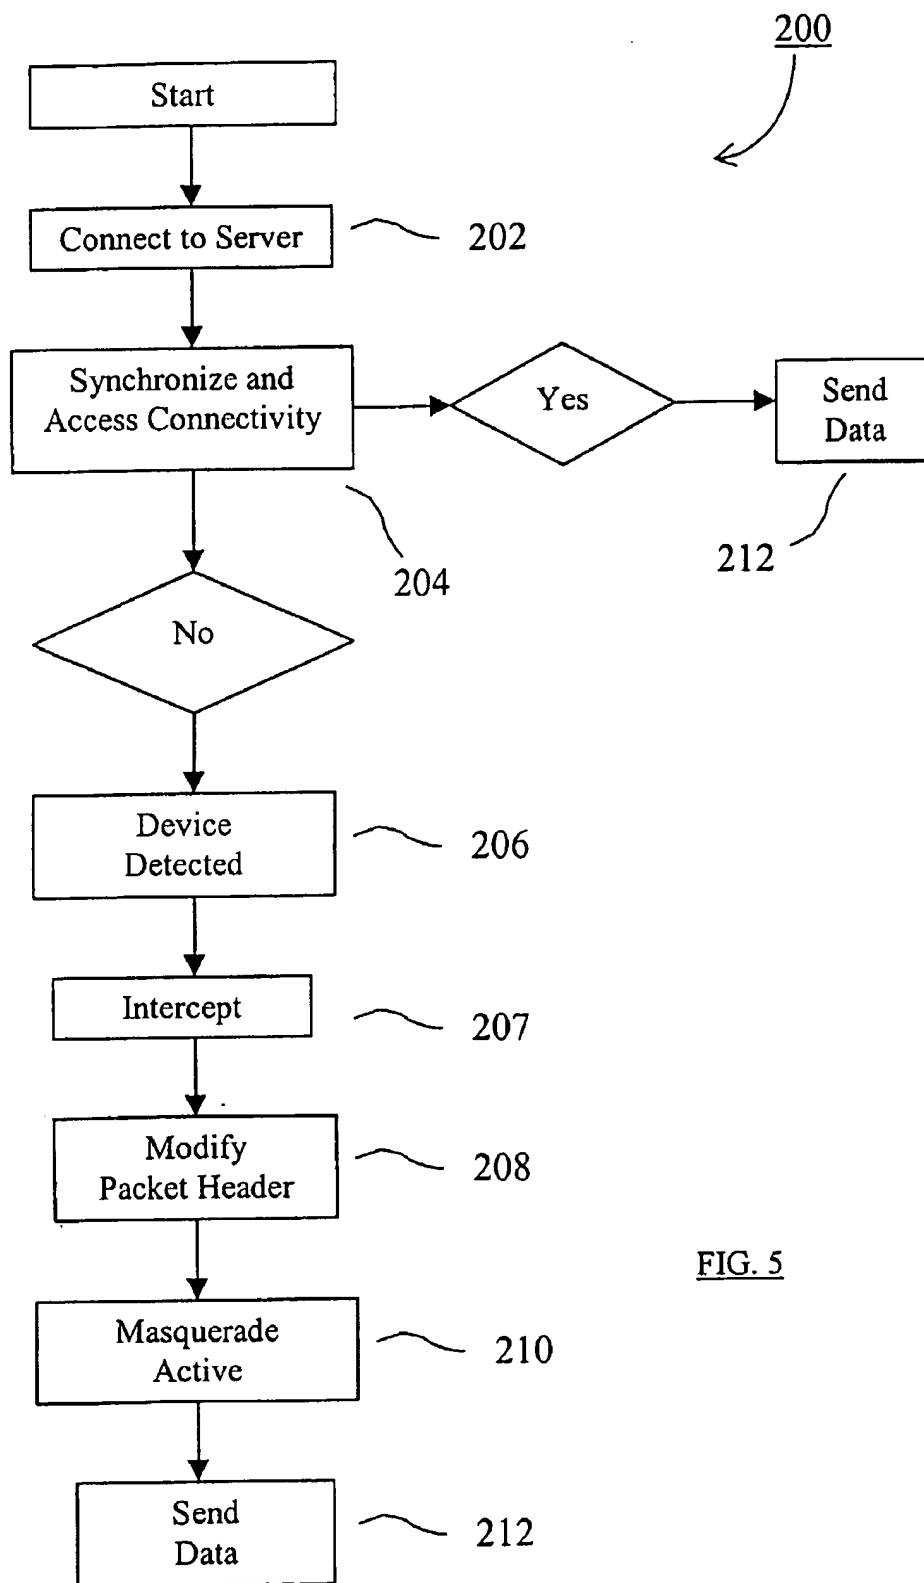 200
Start
Connect to Server
202
Synchronize and
Access Connectivity
Yes
Send
Data
204
212
No
Device
Detected
206
Intercept
207
Modify
Packet Header
208
FIG. 5
Masquerade
Active
210
Send
Data
212